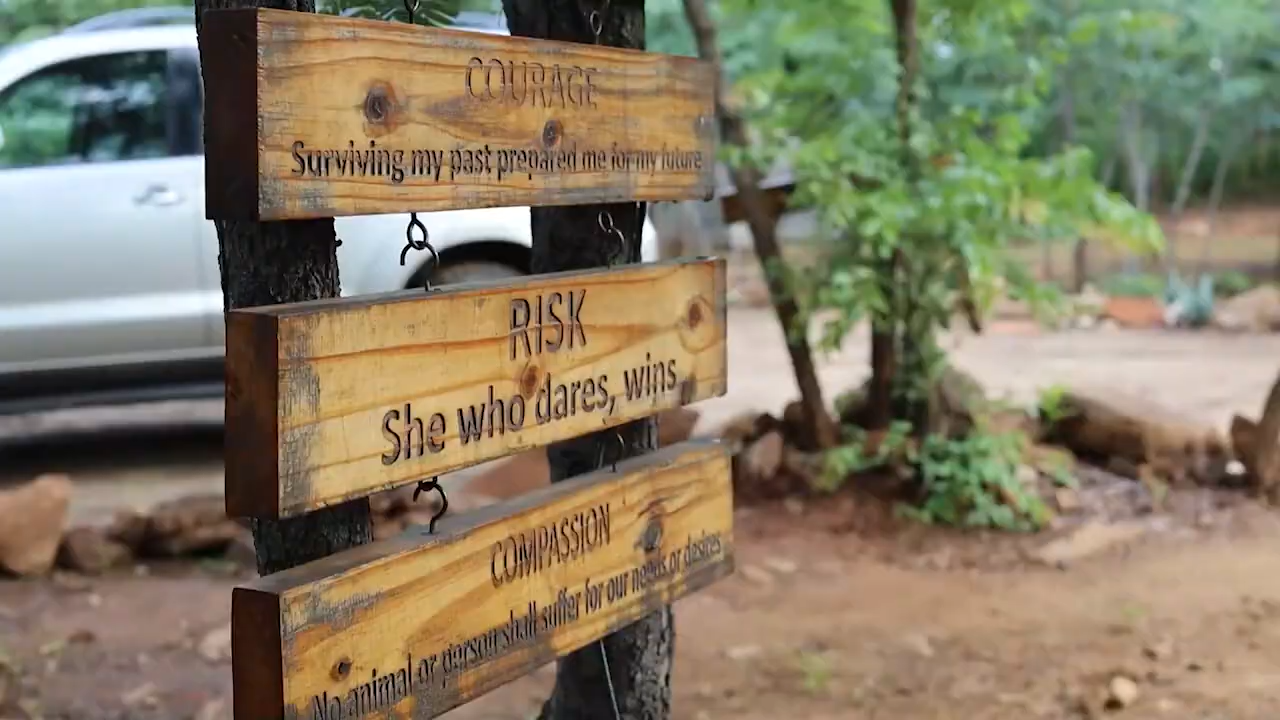 COURAGE
Surviving my past prepared me for my future
RISK
She who dares, wins
COMPASSION
No animal or person shall suffer for our needs or desires